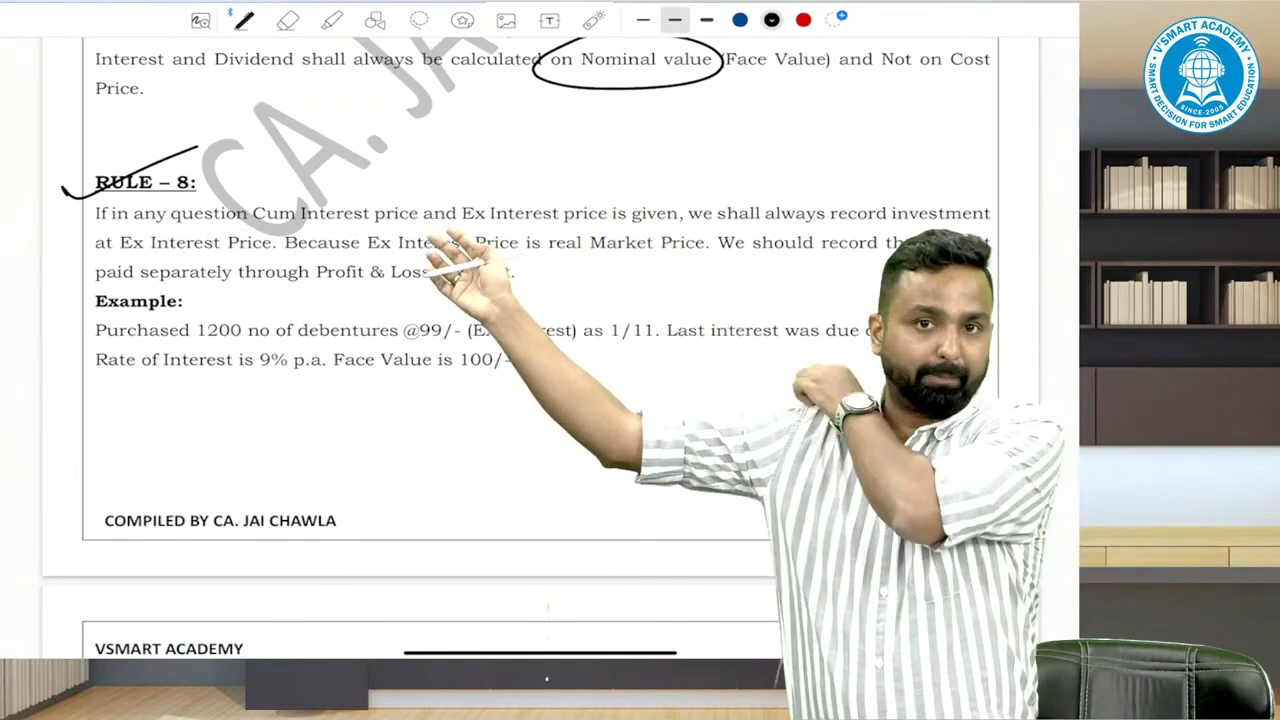 Interest and Dividend shall always be calculated on Nominal value (Face Value) and Not on Cost
Price.
CA. JA
RULE – 8:
If in any question Cum Interest price and Ex Interest price is given, we shall always record investment
at Ex Interest Price. Because Ex Interest Price is real Market Price. We should record
paid separately through Profit &
Example:
Purchased 1200 no of debentures @99/- as 1/11. Last interest was due
Rate of Interest is 9% p.a. Face Value is 100/-
COMPILED BY CA. JAI CHAWLA
VSMART ACADEMY
V'SMART ACADEMY
SINCE-2005
SMART DECISION FOR SMART EDUCATION